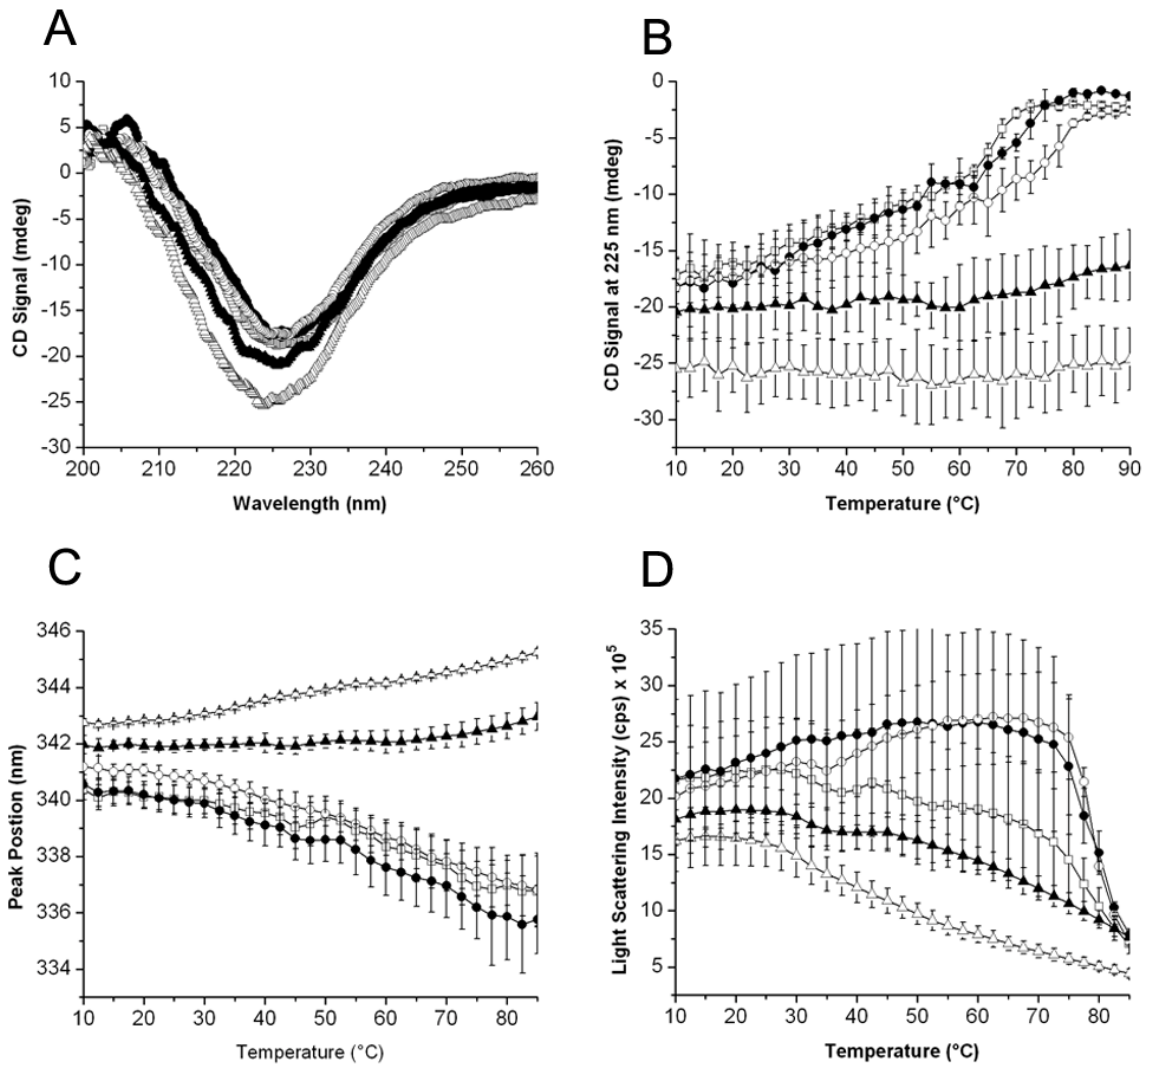 A
10
5
0
-5
-10
-15
-20
-25
-30
CD Signal (mdeg)
200 210 220 230 240 250 260
Wavelength (nm)
B
0
-5
-10
-15
-20
-25
-30
CD Signal at 225 nm (mdeg)
10 20 30 40 50 60 70 80 90
Temperature (°C)
C
346
344
342
340
338
336
334
Peak Postion (nm)
10 20 30 40 50 60 70 80
Temperature (°C)
D
35
30
25
20
15
10
5
Light Scattering Intensity (cps) x 10⁵
10 20 30 40 50 60 70 80
Temperature (°C)